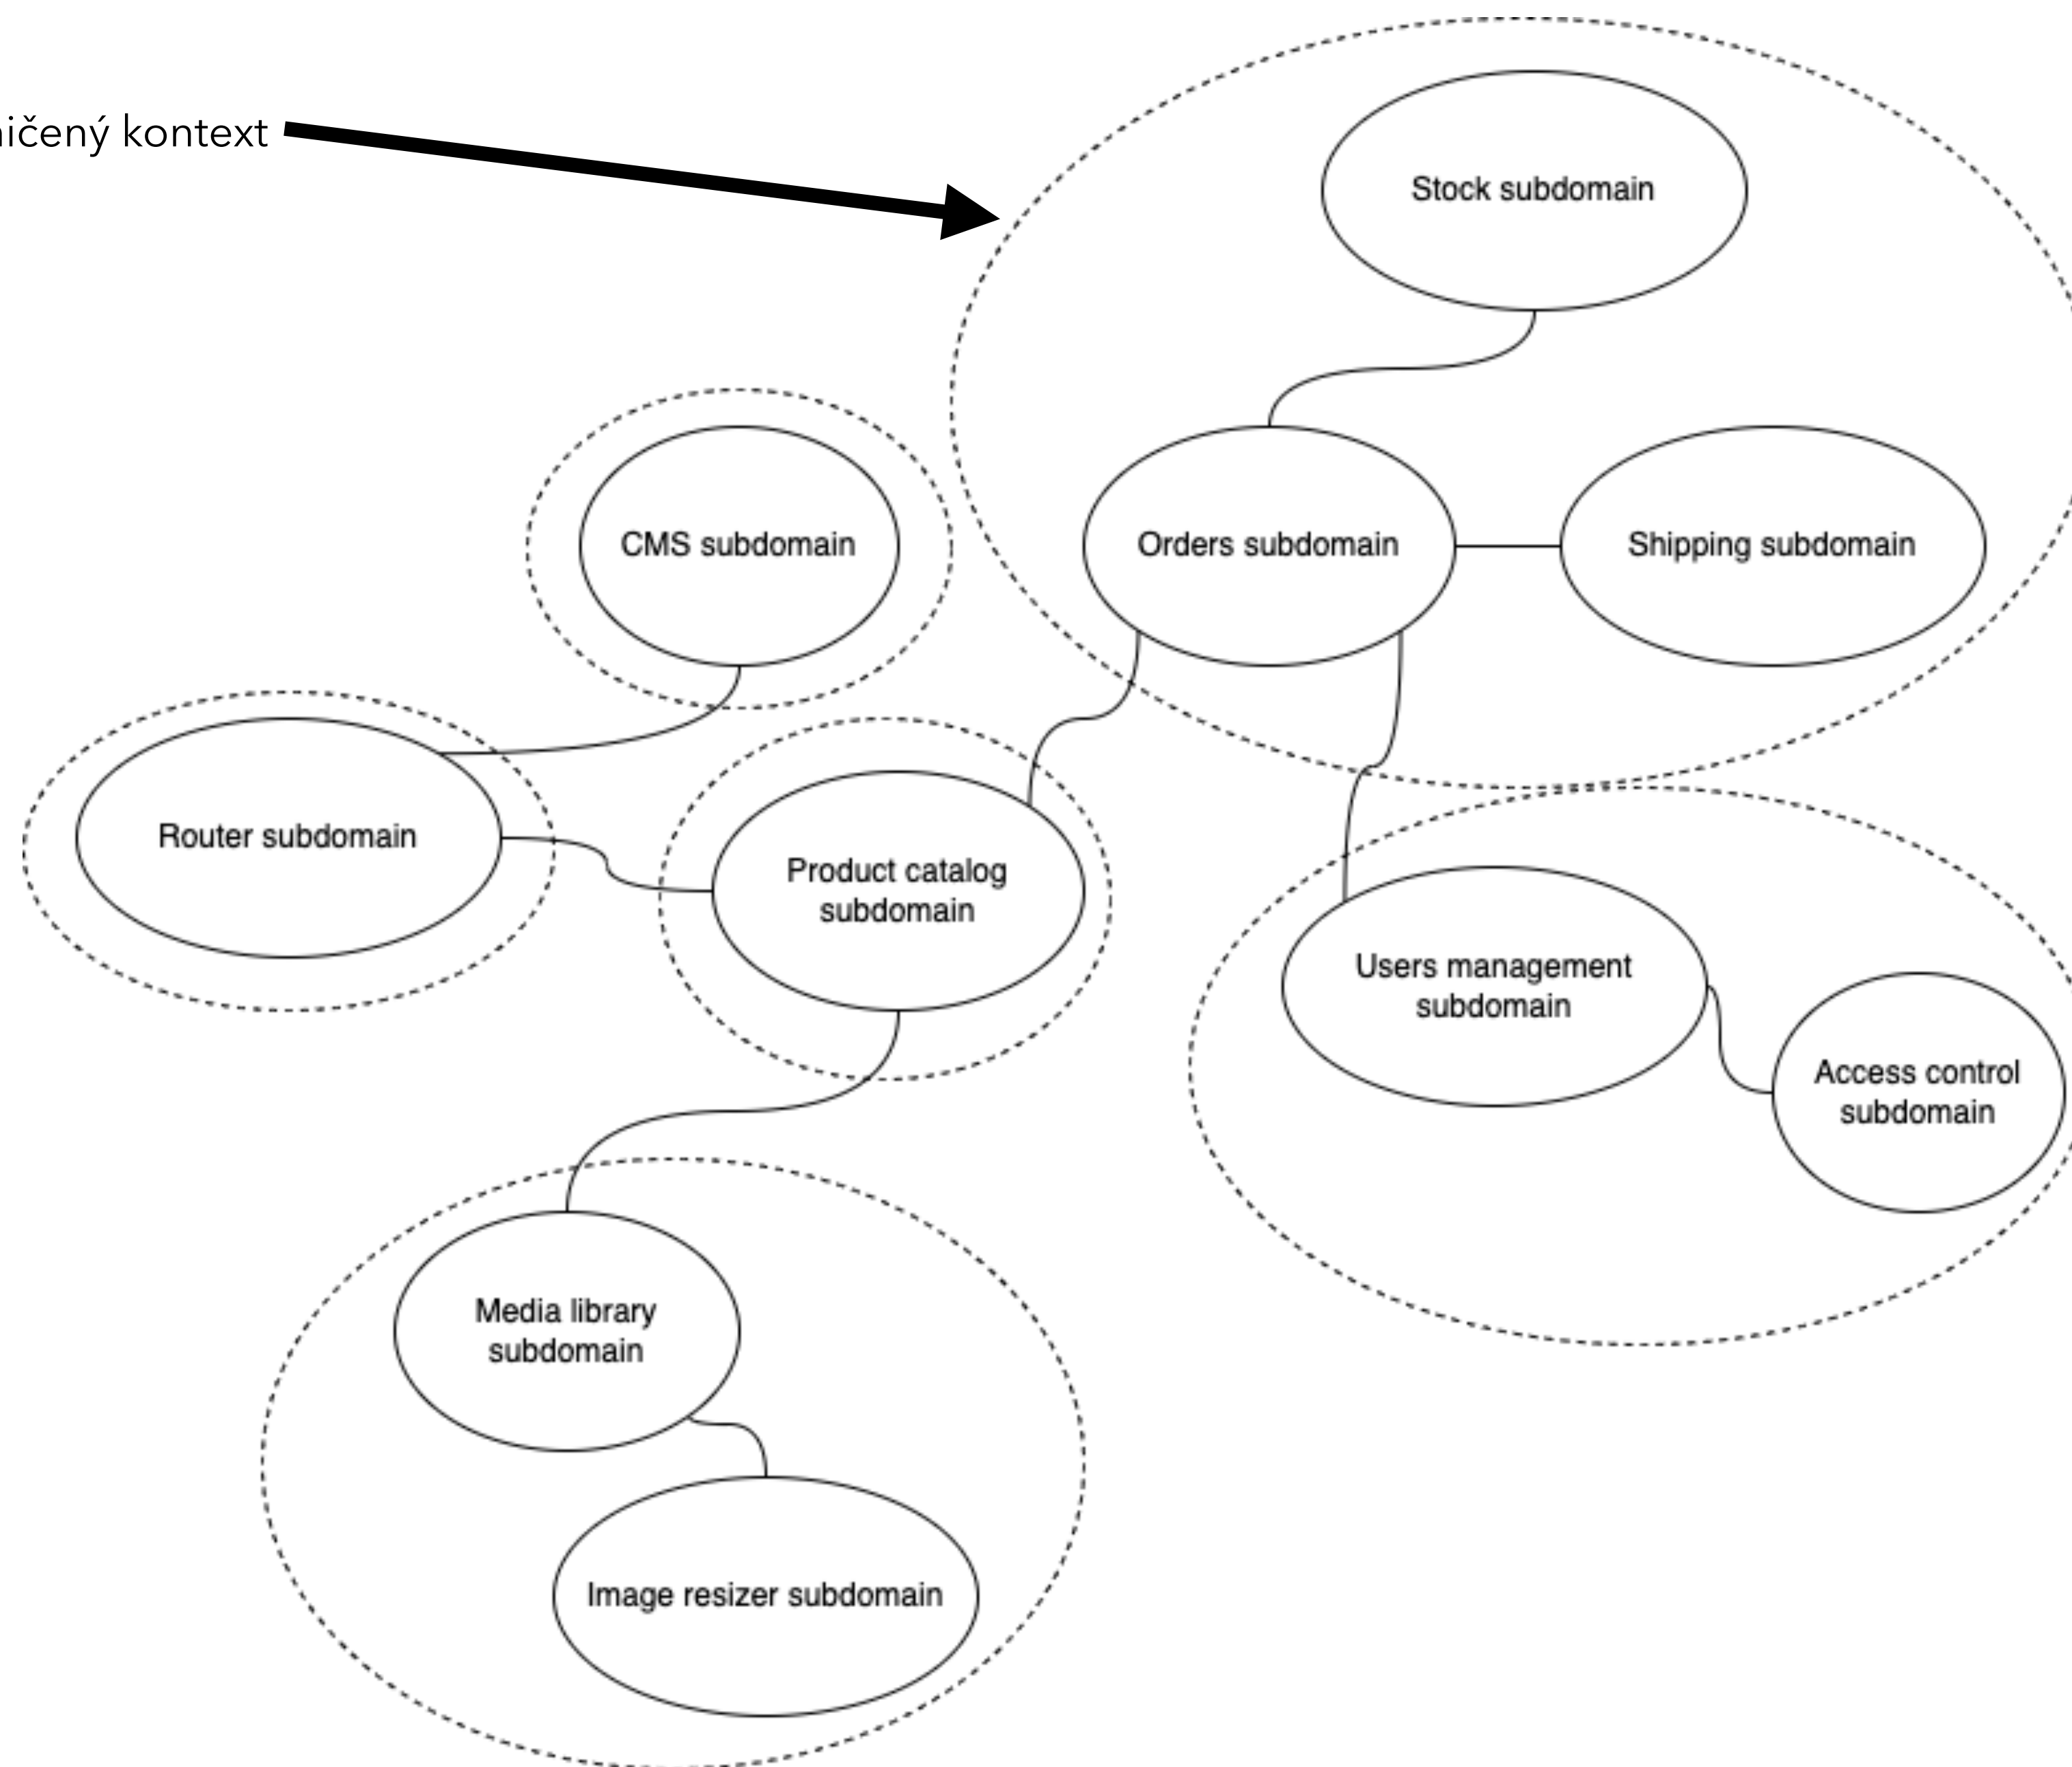 kontext
Stock subdomain
CMS subdomain
Orders subdomain
Shipping subdomain
Router subdomain
Product catalog
subdomain
Users management
subdomain
Access control
subdomain
Media library
subdomain
Image resizer subdomain